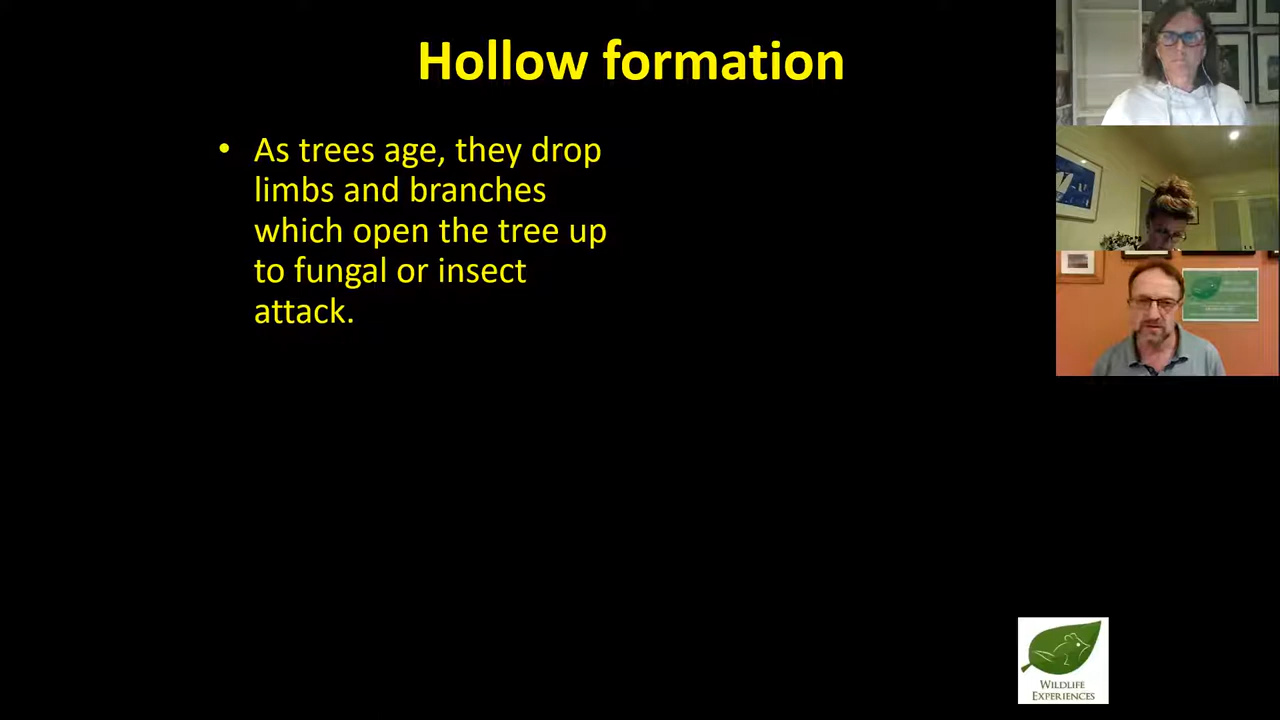 Hollow formation
• As trees age, they drop
limbs and branches
which open the tree up
to fungal or insect
attack.
WILDLIFE
EXPERIENCES